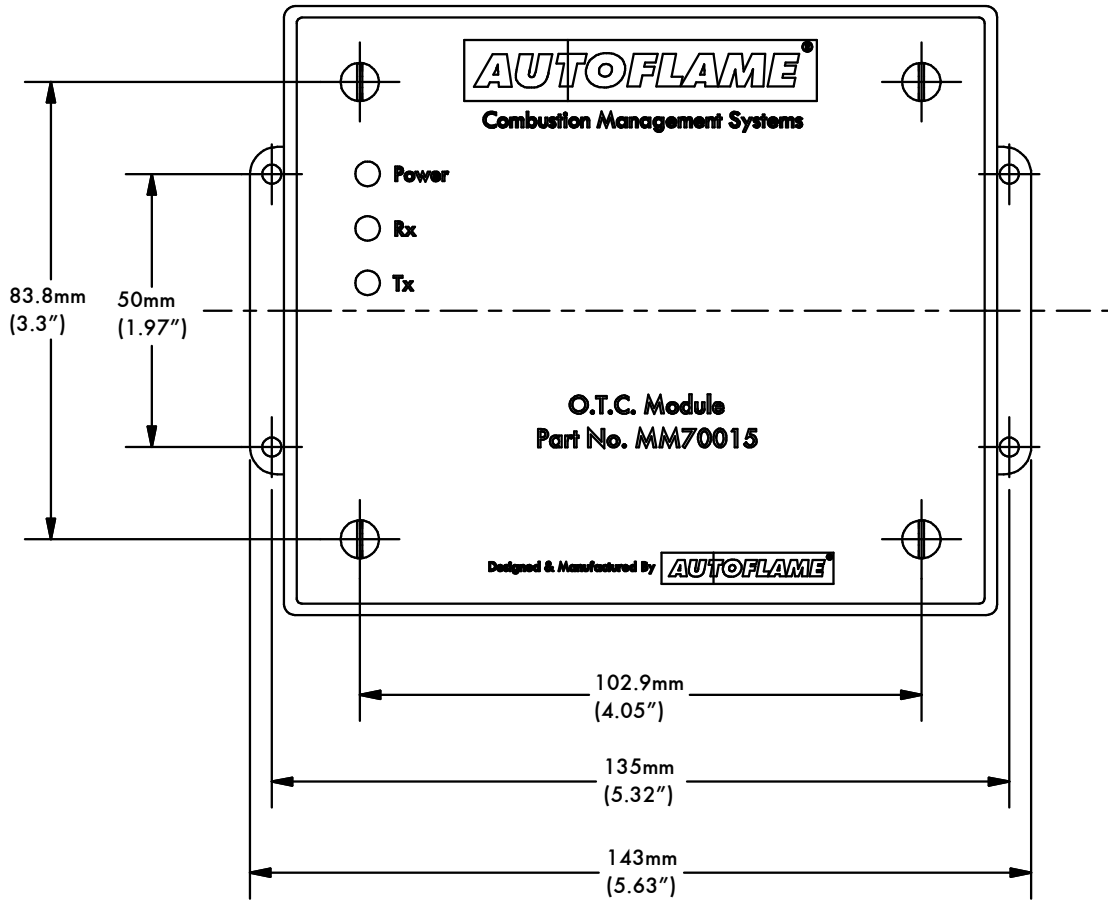 AUTOFLAME®
Combustion Management Systems
Power
Rx
Tx
83.8mm
(3.3")
50mm
(1.97")
O.T.C. Module
Part No. MM70015
Designed & Manufactured By AUTOFLAME®
102.9mm
(4.05")
135mm
(5.32")
143mm
(5.63")